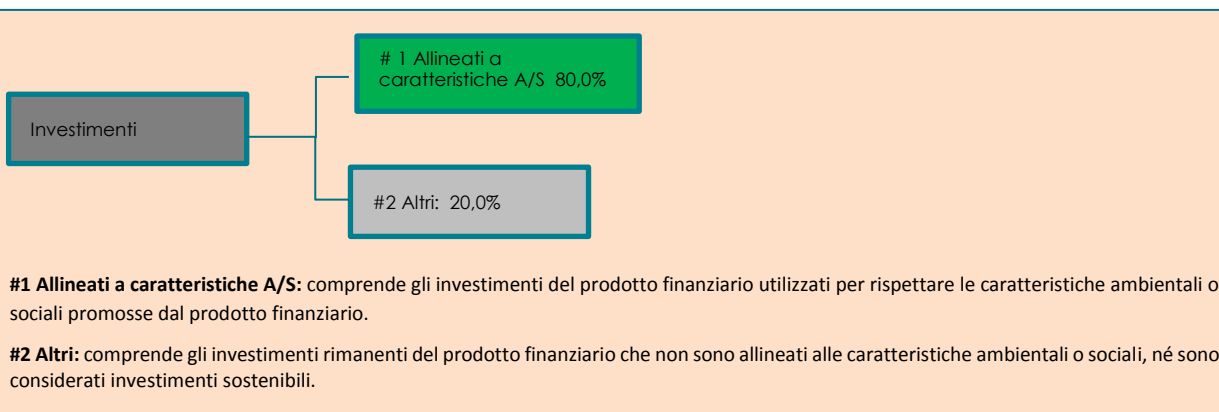 # 1 Allineati a
caratteristiche A/S 80,0%
Investimenti
#2 Altri: 20,0%
#1 Allineati a caratteristiche A/S: comprende gli investimenti del prodotto finanziario utilizzati per rispettare le caratteristiche ambientali o
sociali promosse dal prodotto finanziario.
#2 Altri: comprende gli investimenti rimanenti del prodotto finanziario che non sono allineati alle caratteristiche ambientali o sociali, né sono
considerati investimenti sostenibili.